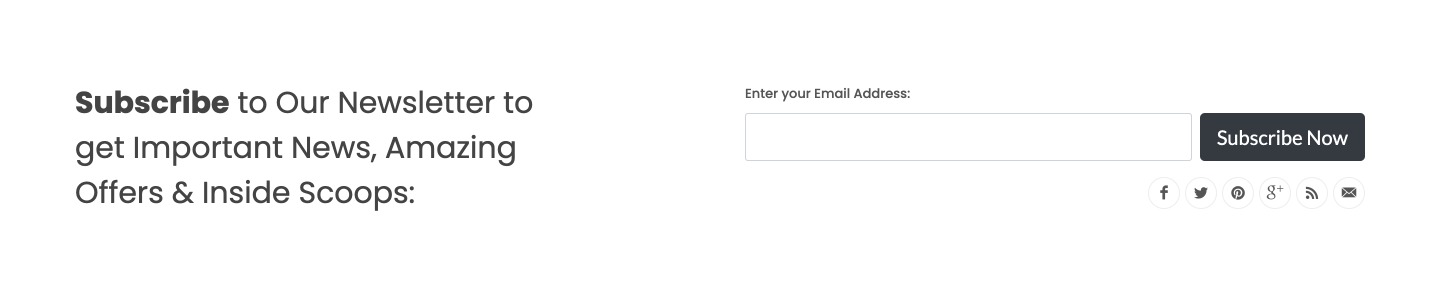 Subscribe to Our Newsletter to
get Important News, Amazing
Offers & Inside Scoops:
Enter your Email Address:
Subscribe Now